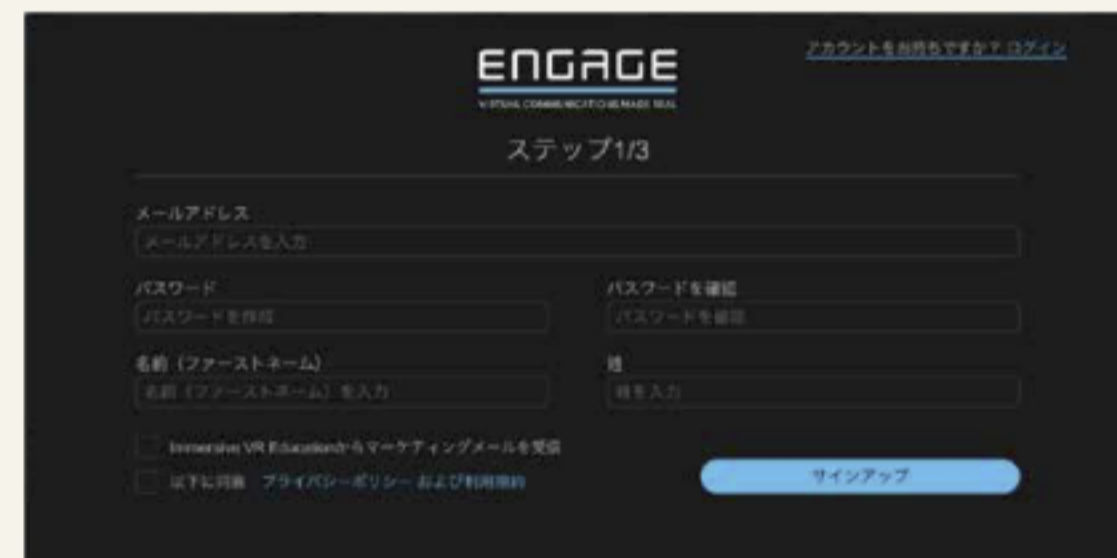 アカウントをお持ちですか？ ログイン
ENGAGE
VIRTUAL COMMUNICATIONS MADE REAL
ステップ1/3
メールアドレス
メールアドレスを入力
パスワード
パスワードを確認
パスワードを作成
パスワードを確認
名前（ファーストネーム）
姓
名前（ファーストネーム）を入力
姓を入力
Immersive VR Educationからマーケティングメールを受信
以下に同意 プライバシーポリシー および利用規約
サインアップ